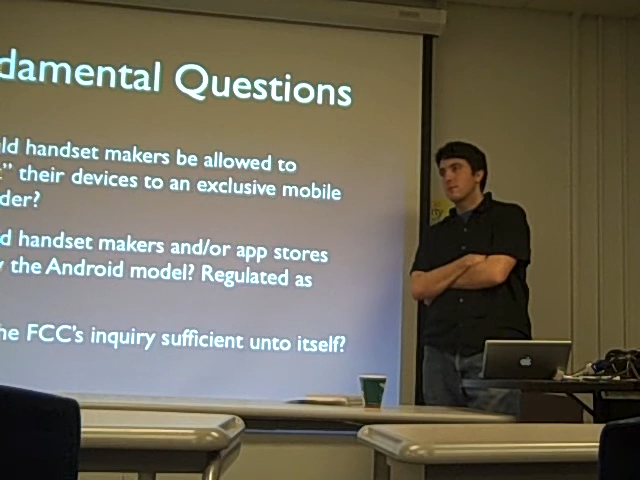 damental Questions
ld handset makers be allowed to
" their devices to an exclusive mobile
der?
d handset makers and/or app stores
the Android model? Regulated as
he FCC's inquiry sufficient unto itself?